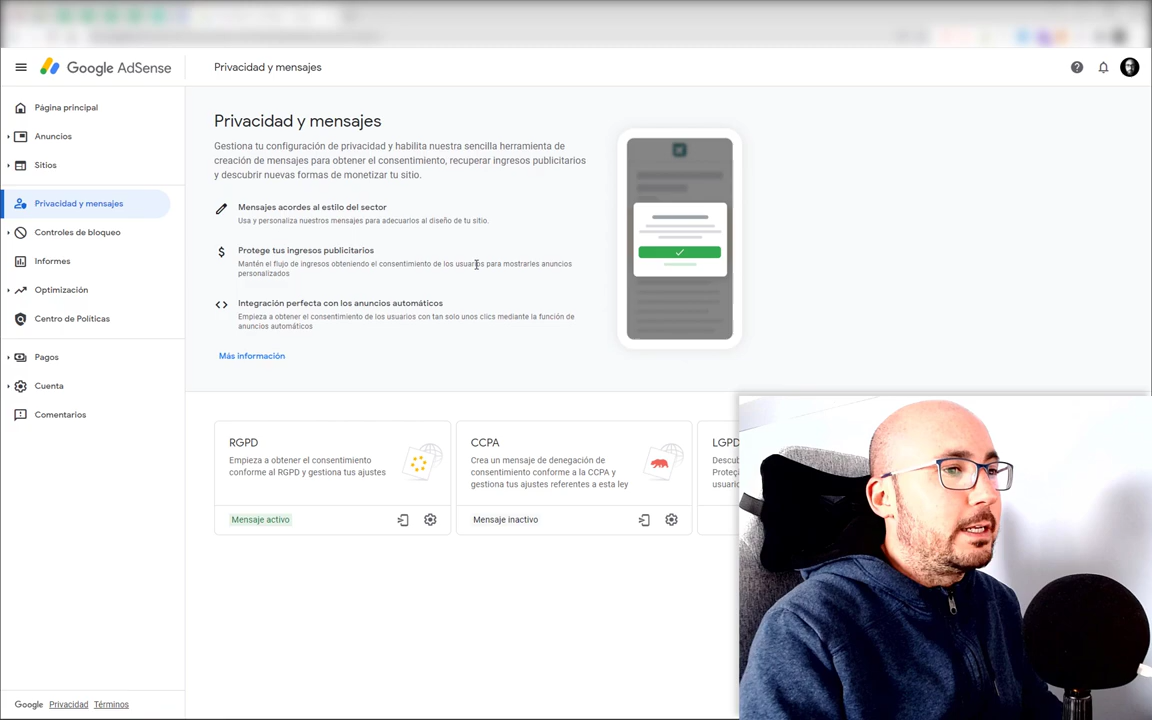 Google AdSense
Privacidad y mensajes
Página principal
Anuncios
Sitios
Privacidad y mensajes
Controles de bloqueo
Informes
Optimización
Centro de Políticas
Pagos
Cuenta
Comentarios
Google Privacidad Términos
Privacidad y mensajes
Gestiona tu configuración de privacidad y habilita nuestra sencilla herramienta de
creación de mensajes para obtener el consentimiento, recuperar ingresos publicitarios
y descubrir nuevas formas de monetizar tu sitio.
Mensajes acordes al estilo del sector
Usa y personaliza nuestros mensajes para adecuarlos al diseño de tu sitio.
Protege tus ingresos publicitarios
Mantén el flujo de ingresos obteniendo el consentimiento de los usuarios para mostrarles anuncios
personalizados
Integración perfecta con los anuncios automáticos
Empieza a obtener el consentimiento de los usuarios con tan solo unos clics mediante la función de
anuncios automáticos
Más información
RGPD
Empieza a obtener el consentimiento
conforme al RGPD y gestiona tus ajustes
Mensaje activo
CCPA
Crea un mensaje de denegación de
consentimiento conforme a la CCPA y
gestiona tus ajustes referentes a esta ley
Mensaje inactivo
LGPD
Descub
Proteç
usuario